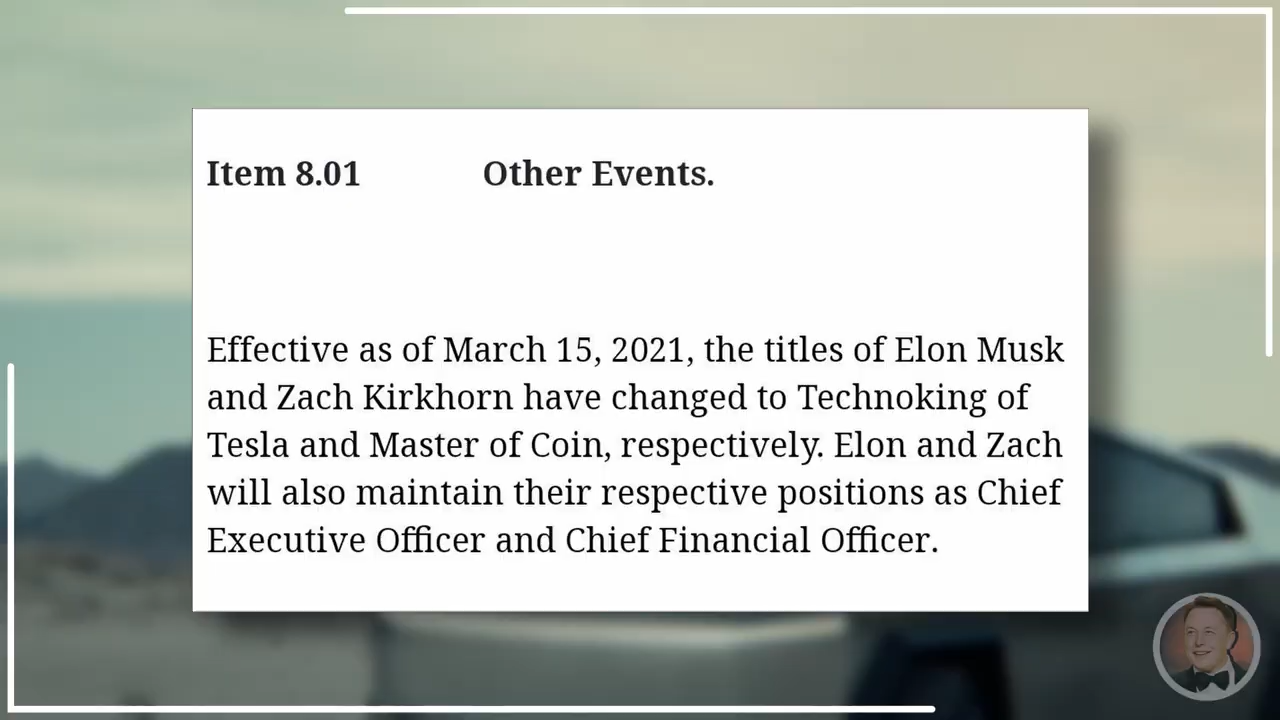 Item 8.01 Other Events.
Effective as of March 15, 2021, the titles of Elon Musk
and Zach Kirkhorn have changed to Technoking of
Tesla and Master of Coin, respectively. Elon and Zach
will also maintain their respective positions as Chief
Executive Officer and Chief Financial Officer.